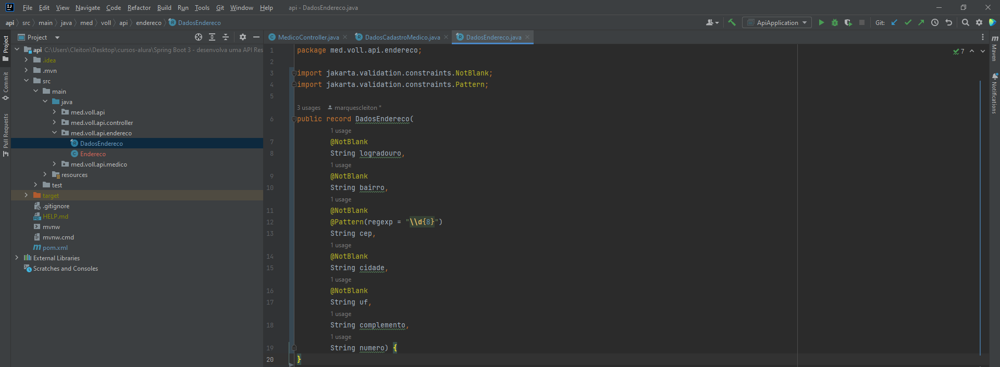 IJ File Edit View Navigate Code Refactor Build Run Tools Git Window Help api - DadosEndereco.java
api src main java med voll api endereco DadosEndereco ApiApplication Git:
Project
MedicoController.java DadosCadastroMedico.java DadosEndereco.java
Project
Commit
Pull Requests
api C:\Users\Cleiton\Desktop\cursos-alura\Spring Boot 3 - desenvolva uma API Res
.idea
.mvn
src
main
java
med.voll.api
med.voll.api.controller
med.voll.api.endereco
DadosEndereco
Endereco
med.voll.api.medico
resources
test
target
.gitignore
HELP.md
mvnw
mvnw.cmd
pom.xml
External Libraries
Scratches and Consoles
1 package med.voll.api.endereco;
2
3 import jakarta.validation.constraints.NotBlank;
4 import jakarta.validation.constraints.Pattern;
5
3 usages marquescleiton *
6 public record DadosEndereco(
1 usage
7 @NotBlank
8 String logradouro,
1 usage
9 @NotBlank
10 String bairro,
1 usage
11 @NotBlank
12 @Pattern(regexp = "\\d{8}")
13 String cep,
1 usage
14 @NotBlank
15 String cidade,
1 usage
16 @NotBlank
17 String uf,
1 usage
18 String complemento,
1 usage
19 String numero) {
20 }
7
m
Maven
Notifications